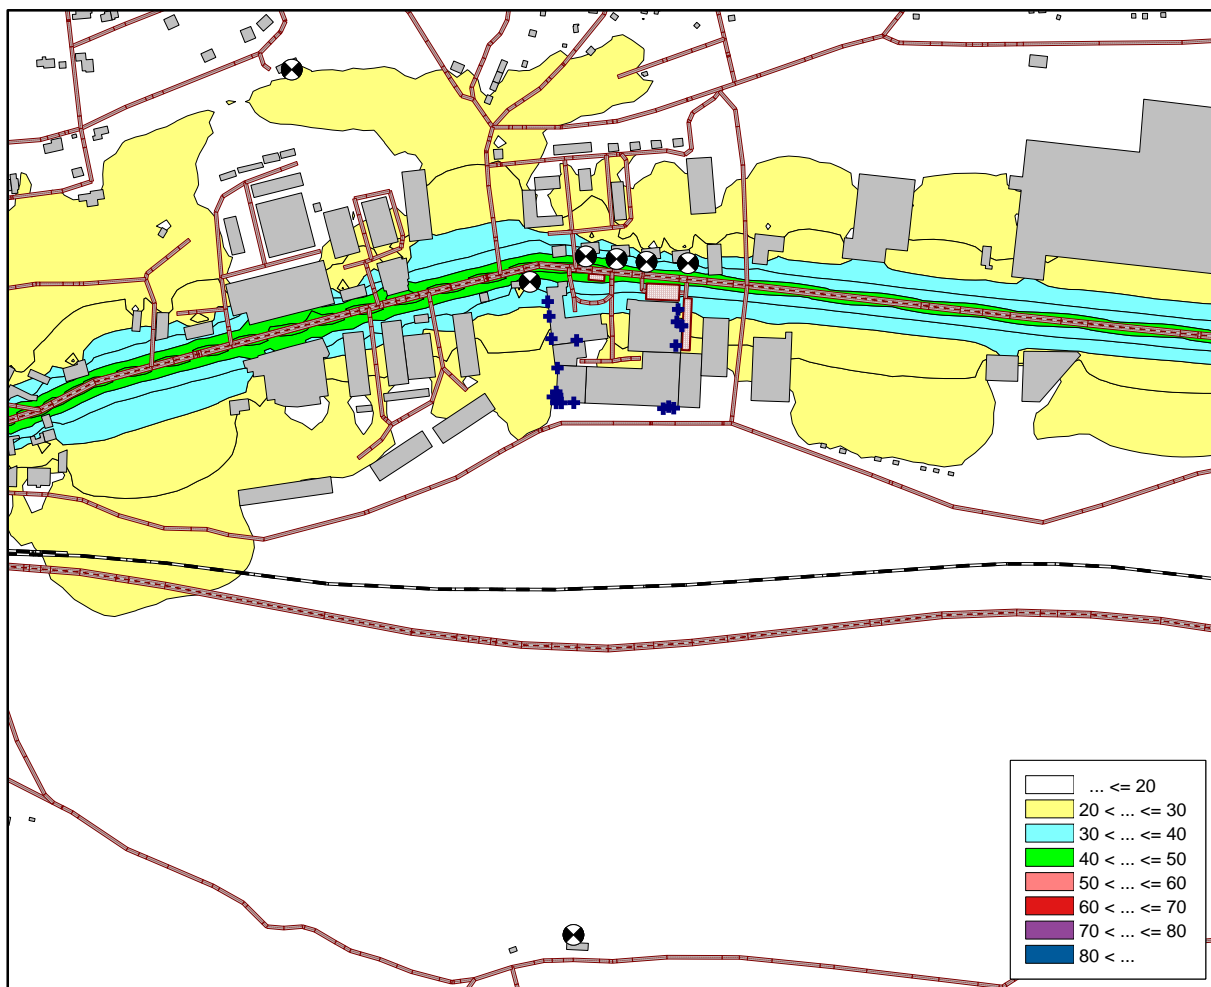 ... <= 20
20 < ... <= 30
30 < ... <= 40
40 < ... <= 50
50 < ... <= 60
60 < ... <= 70
70 < ... <= 80
80 < ...